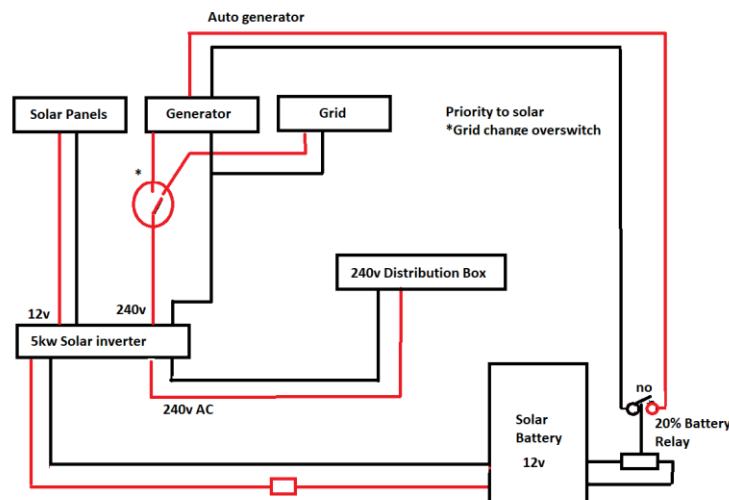 Auto generator
Solar Panels
Generator
Grid
Priority to solar
*Grid change overswitch
*
240v Distribution Box
12v
240v
5kw Solar inverter
240v AC
Solar
Battery
12v
no
20% Battery
Relay